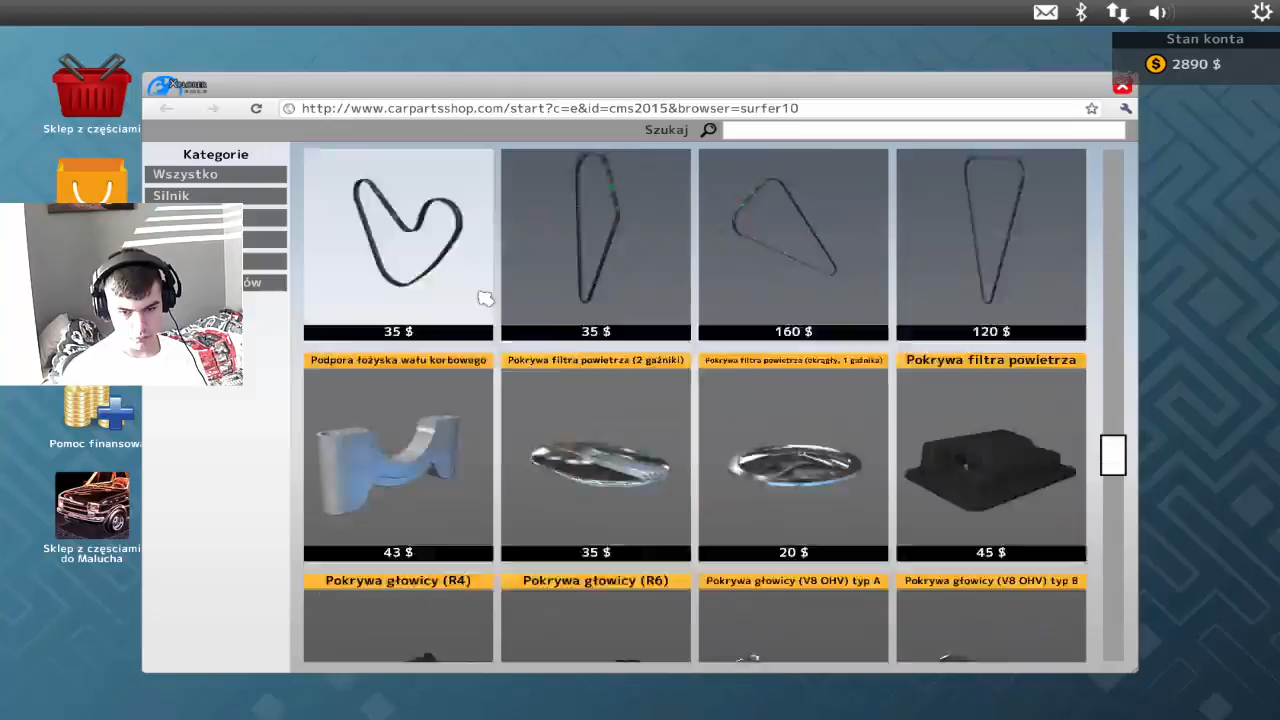 Stan konta
2890 $
Sklep z częściami
http://www.carpartsshop.com/start?c=e&id=cms2015&browser=surfer10
Szukaj
Kategorie
Wszystko
Silnik
ów
35 $
35 $
160 $
120 $
Podpora łożyska wału korbowego
Pokrywa filtra powietrza (2 gaźniki)
Pokrywa filtra powietrza (okrągły, 1 gaźnik)
Pokrywa filtra powietrza
43 $
35 $
20 $
45 $
Pomoc finansowa
Pokrywa głowicy (R4)
Pokrywa głowicy (R6)
Pokrywa głowicy (V8 OHV) typ A
Pokrywa głowicy (V8 OHV) typ B
Sklep z częsciami
do Malucha